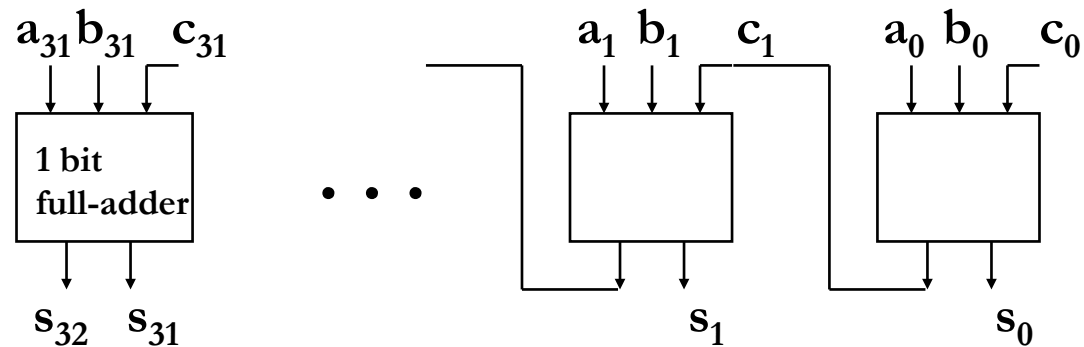 a₃₁ b₃₁ c₃₁ a₁ b₁ c₁ a₀ b₀ c₀
1 bit
full-adder
• • •
s₃₂ s₃₁ s₁ s₀